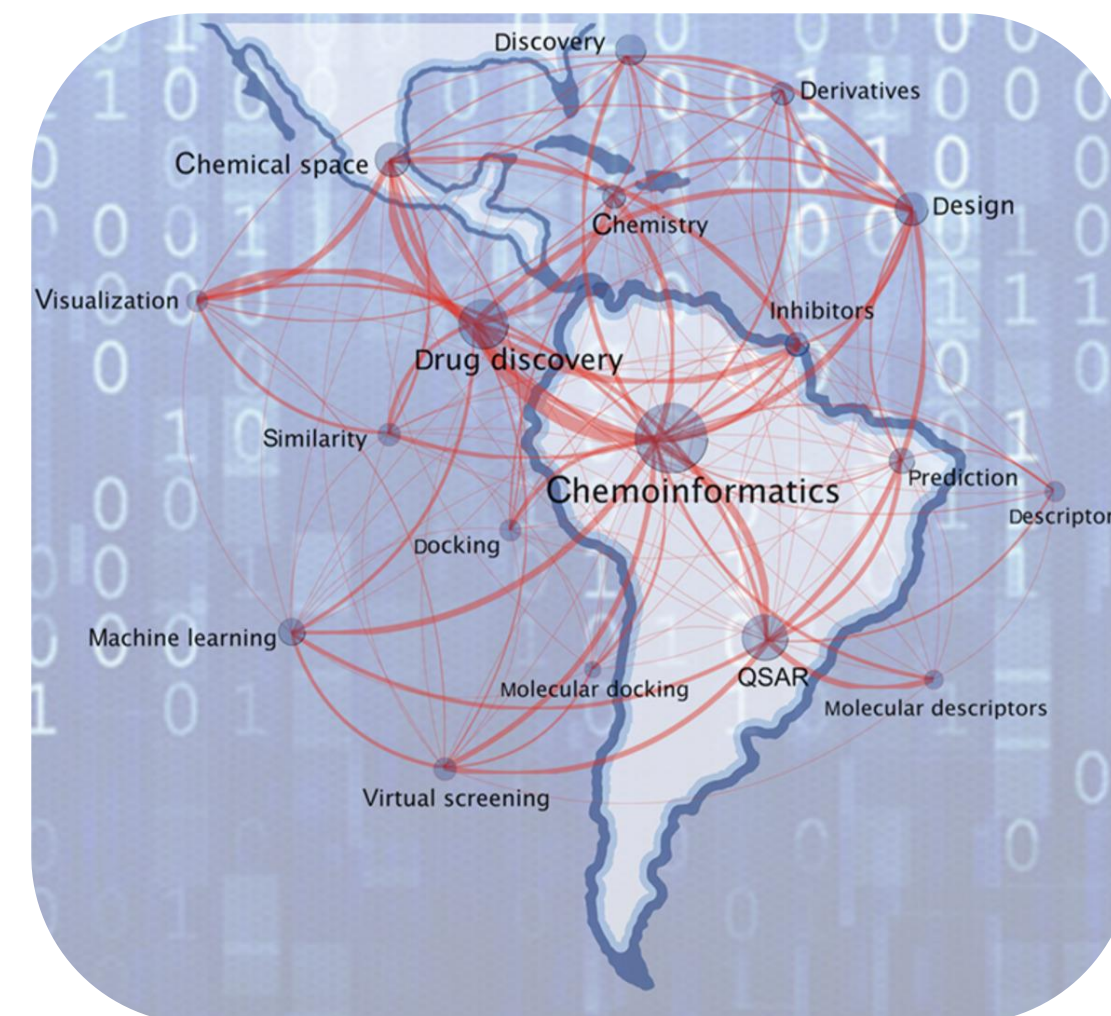 Discovery
Derivatives
Chemical space
Design
Chemistry
Visualization
Inhibitors
Drug discovery
Similarity
Prediction
Chemoinformatics
Descriptor
Docking
Machine learning
QSAR
Molecular docking
Molecular descriptors
Virtual screening